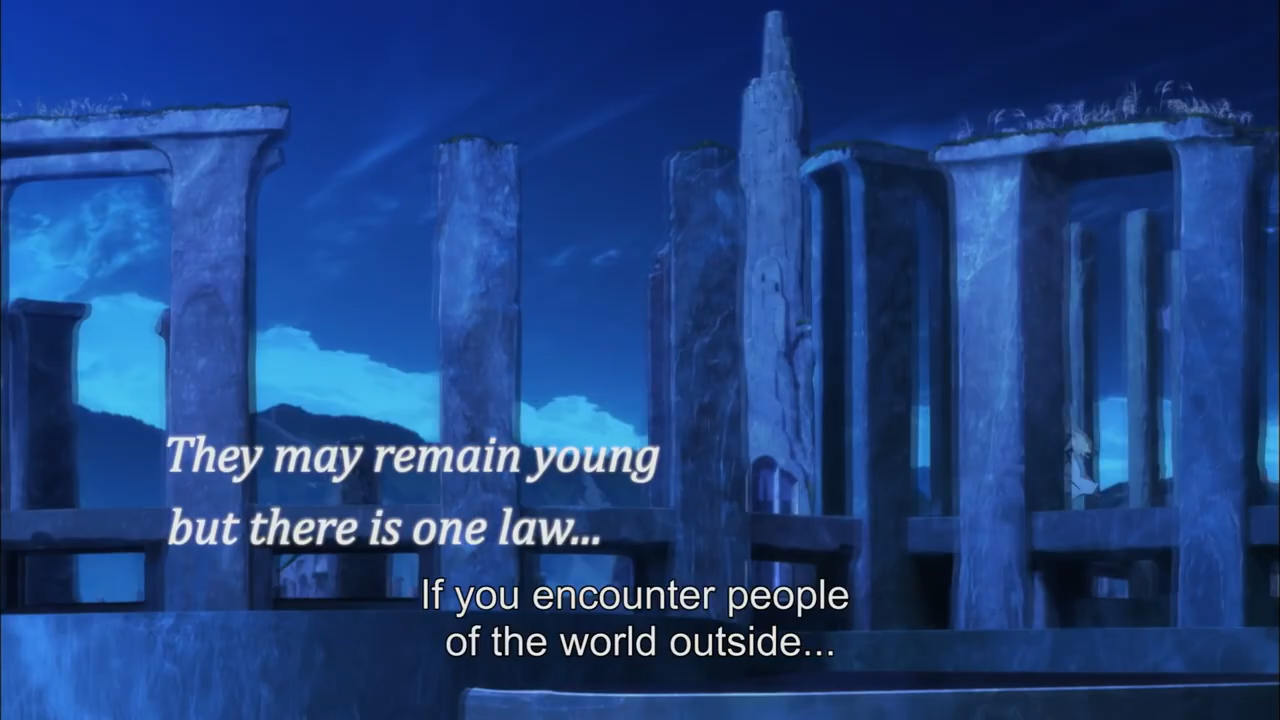 They may remain young
but there is one law...
If you encounter people
of the world outside...